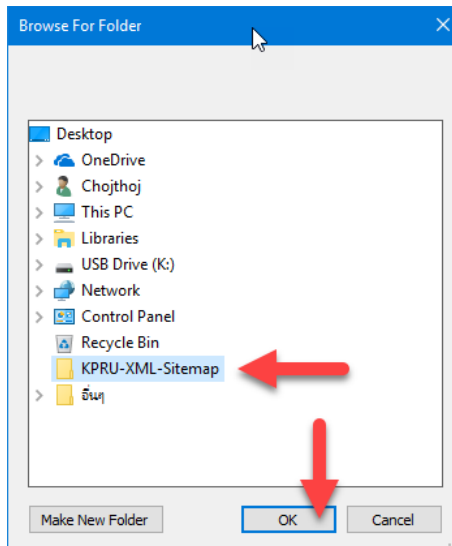 Browse For Folder
Desktop
OneDrive
Chojthoj
This PC
Libraries
USB Drive (K:)
Network
Control Panel
Recycle Bin
KPRU-XML-Sitemap
อื่นๆ
Make New Folder OK Cancel